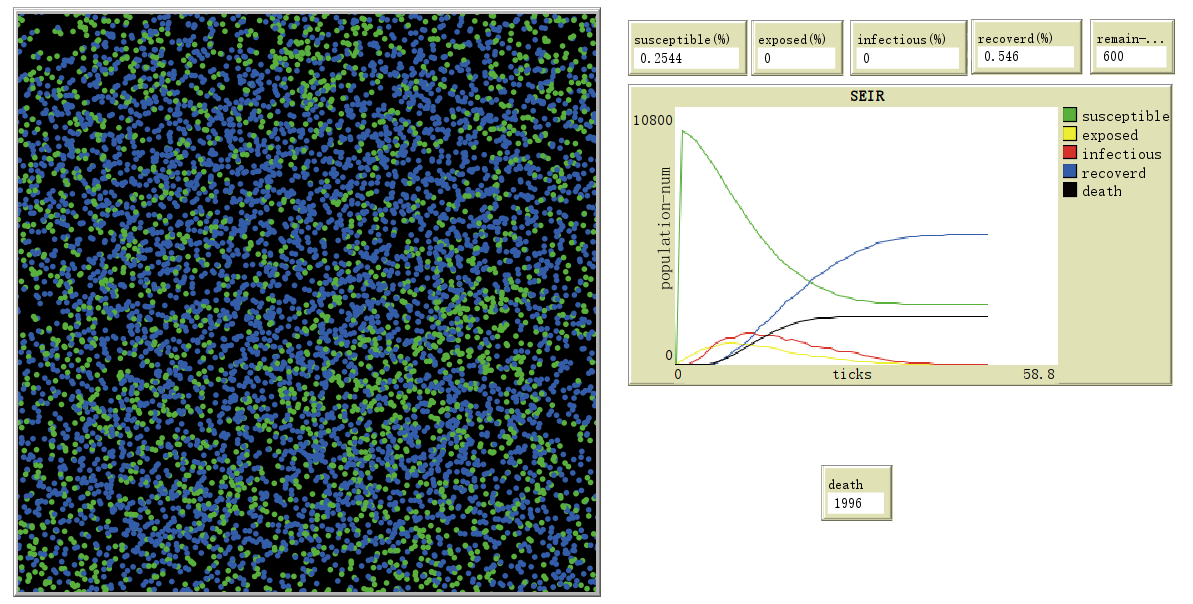 susceptible(%)
0.2544
exposed(%)
0
infectious(%)
0
recoverd(%)
0.546
remain-...
600
SEIR
10800
population-num
0
0
ticks
58.8
susceptible
exposed
infectious
recoverd
death
death
1996